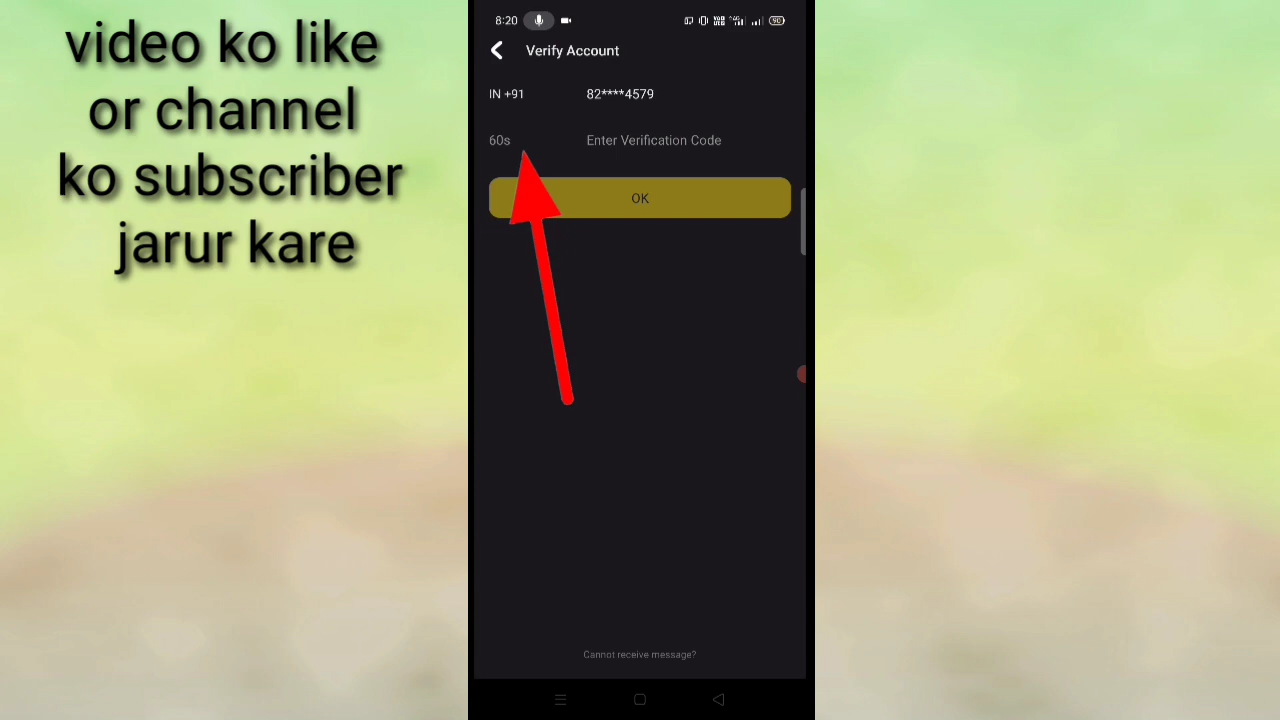 video ko like
or channel
ko subscriber
jarur kare
8:20
90
Verify Account
IN +91 82****4579
60s Enter Verification Code
OK
Cannot receive message?